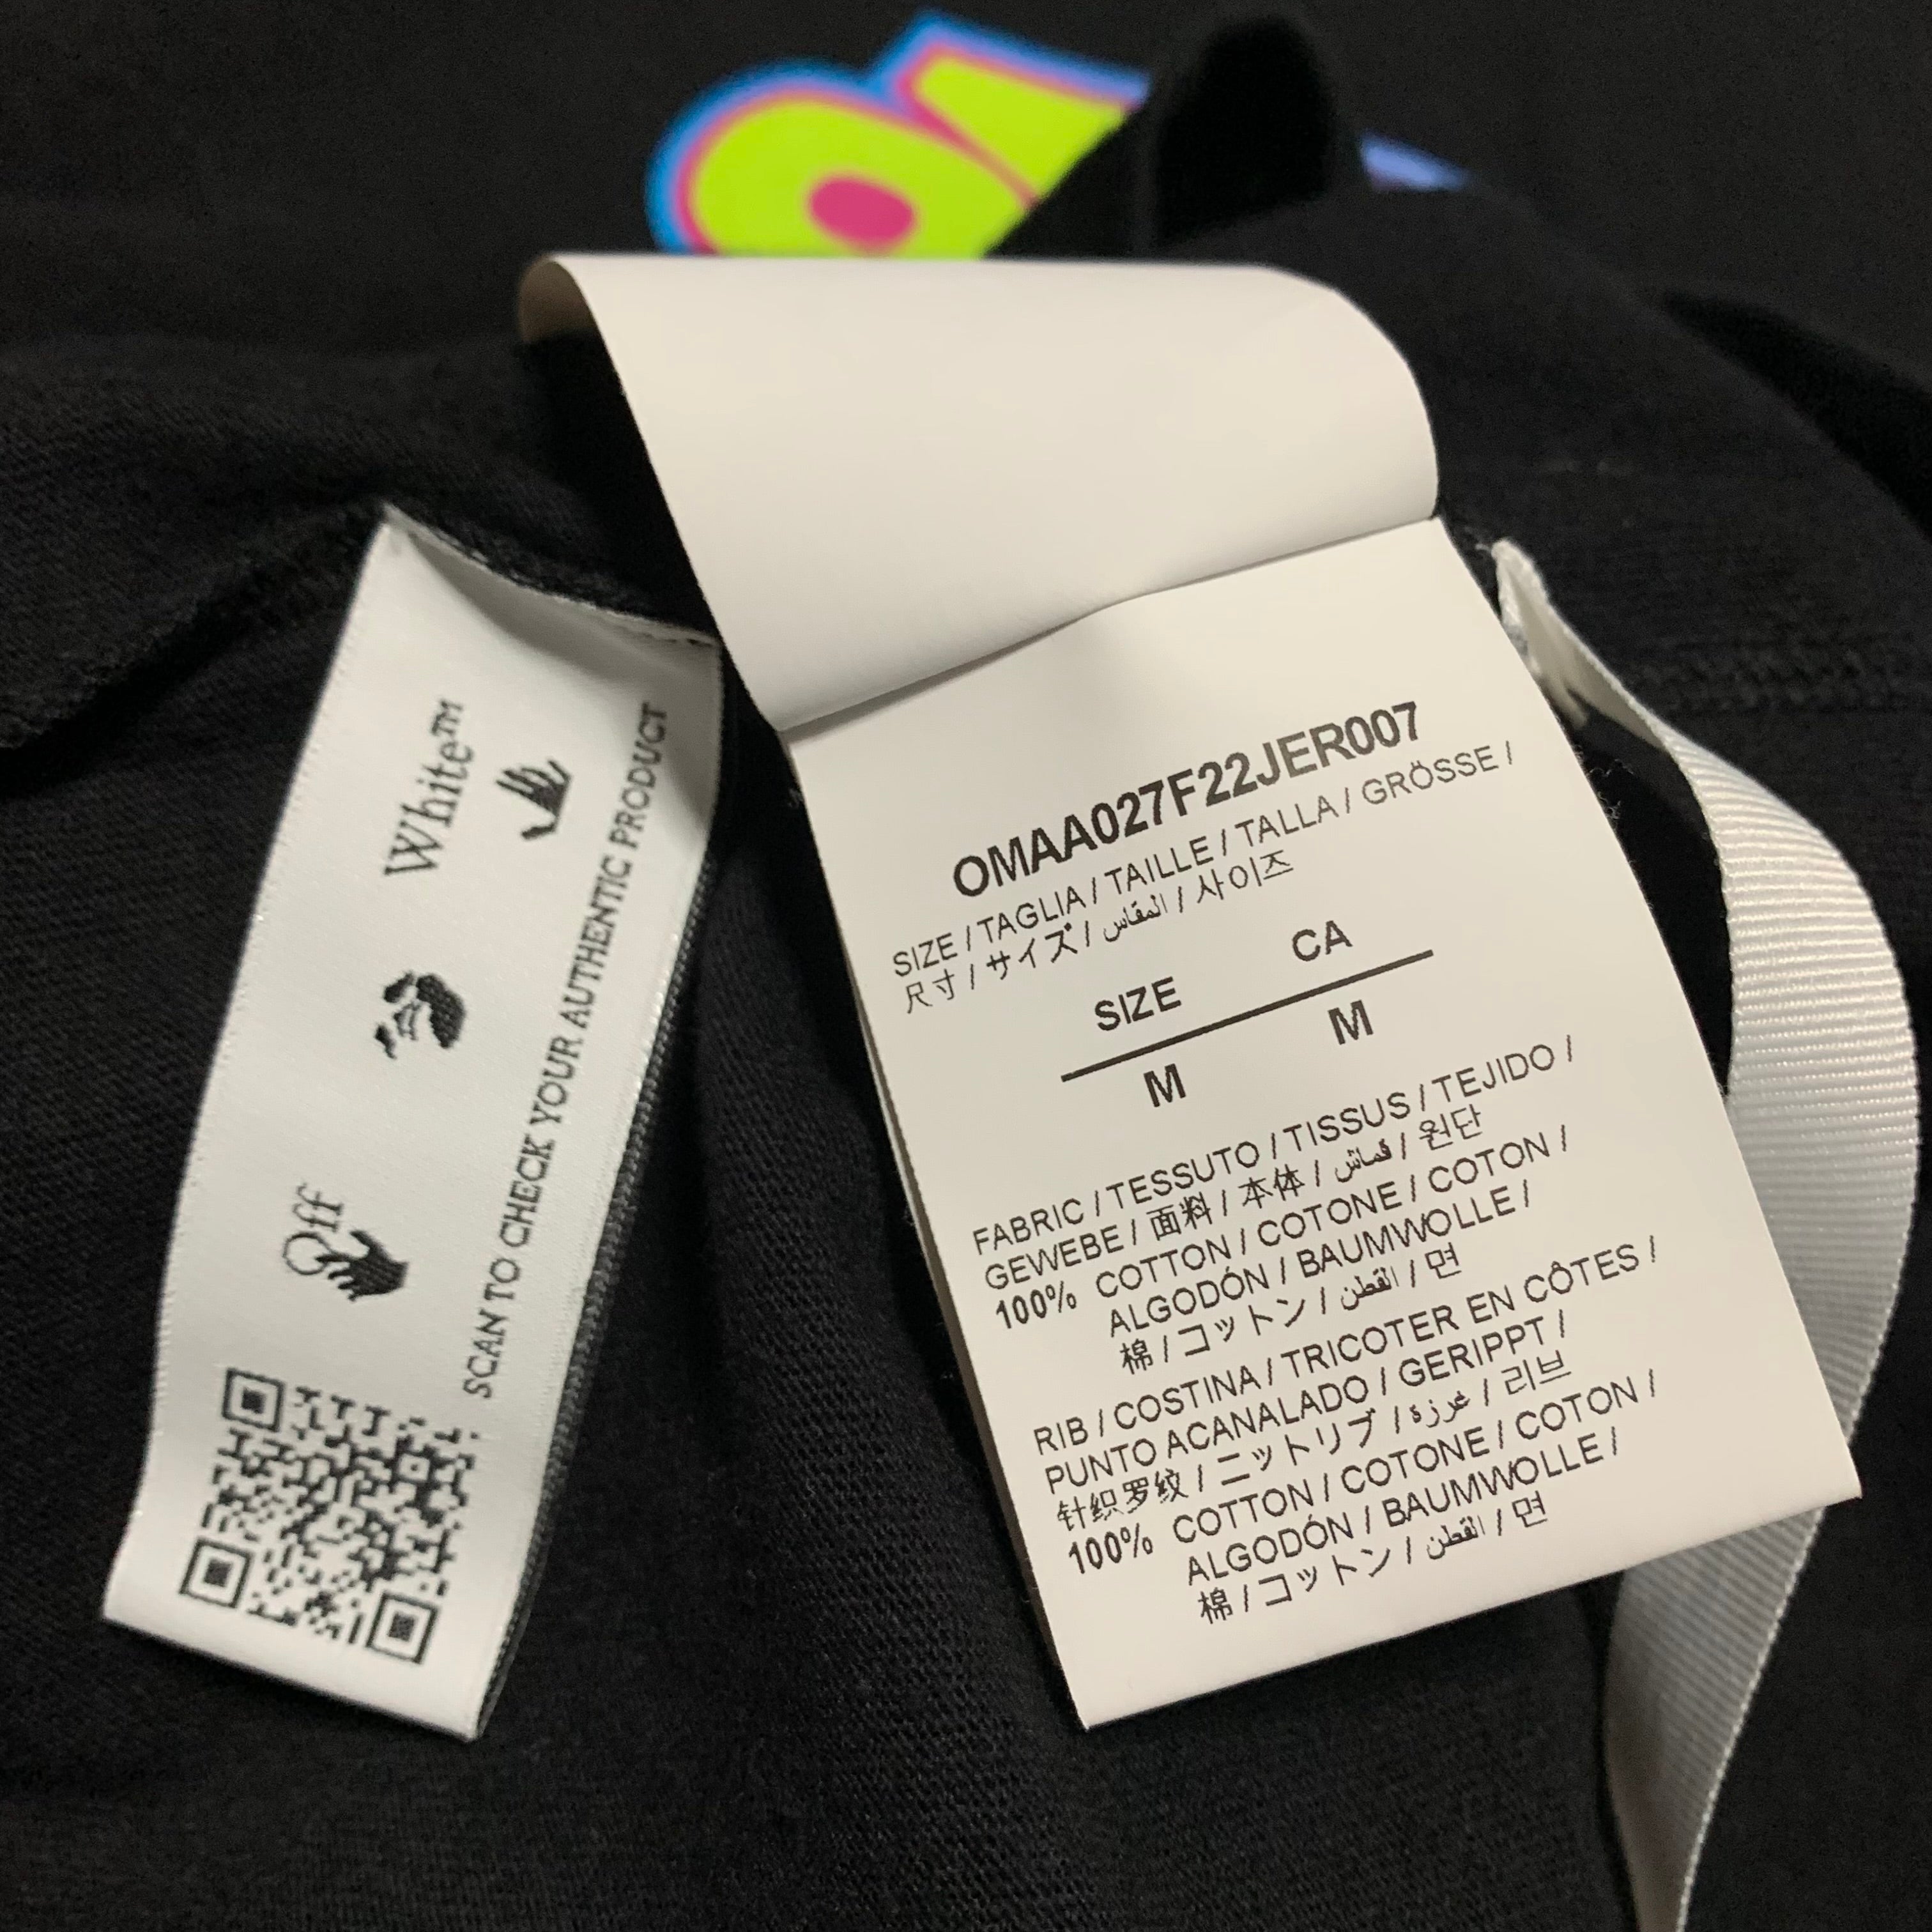 Off White™
SCAN TO CHECK YOUR AUTHENTIC PRODUCT
OMAA027F22JER007
SIZE / TAGLIA / TAILLE / TALLA / GRÖSSE /
尺寸 / サイズ / المقاس / 사이즈
SIZE CA
M M
FABRIC / TESSUTO / TISSUS / TEJIDO /
GEWEBE / 面料 / 本体 / قماش / 원단
100% COTTON / COTONE / COTON /
ALGODÓN / BAUMWOLLE /
棉 / コットン / القطن / 면
RIB / COSTINA / TRICOTER EN CÔTES /
PUNTO ACANALADO / GERIPPT /
针织罗纹 / ニットリブ / غرزة / 리브
100% COTTON / COTONE / COTON /
ALGODÓN / BAUMWOLLE /
棉 / コットン / القطن / 면